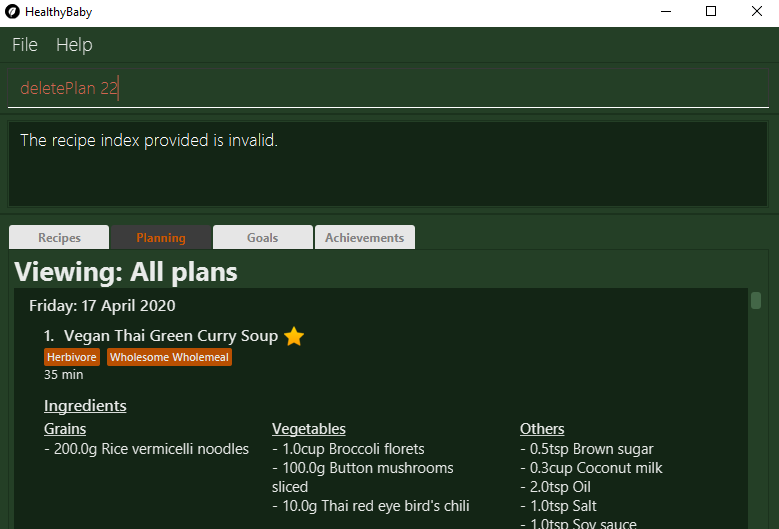 HealthyBaby
File Help
deletePlan 22
The recipe index provided is invalid.
Recipes Planning Goals Achievements
Viewing: All plans
Friday: 17 April 2020
1. Vegan Thai Green Curry Soup
Herbivore Wholesome Wholemeal
35 min
Ingredients
Grains
- 200.0g Rice vermicelli noodles
Vegetables
- 1.0cup Broccoli florets
- 100.0g Button mushrooms
sliced
- 10.0g Thai red eye bird's chili
Others
- 0.5tsp Brown sugar
- 0.3cup Coconut milk
- 2.0tsp Oil
- 1.0tsp Salt
- 1.0tsp Soy sauce